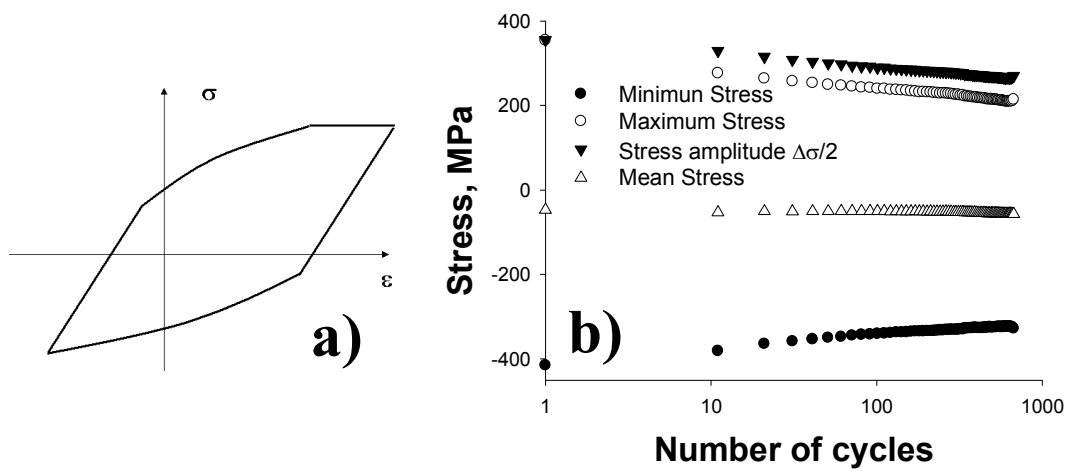 σ
ε
a)
Stress, MPa
400
200
0
-200
-400
Minimun Stress
Maximum Stress
Stress amplitude Δσ/2
Mean Stress
b)
1
10
100
1000
Number of cycles